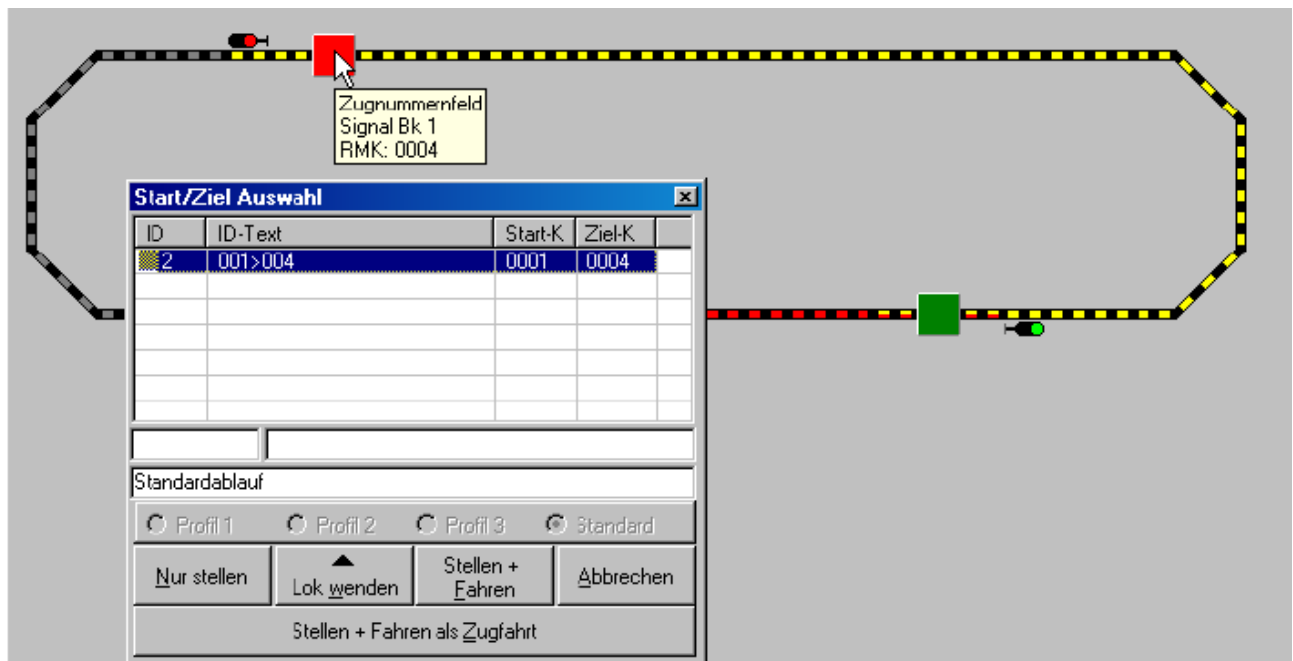 Zugnummernfeld
Signal Bk 1
RMK: 0004
Start/Ziel Auswahl
ID ID-Text Start-K Ziel-K
2 001>004 0001 0004
Standardablauf
Profil 1 Profil 2 Profil 3 Standard
Nur stellen Lok wenden Stellen + Fahren Abbrechen
Stellen + Fahren als Zugfahrt